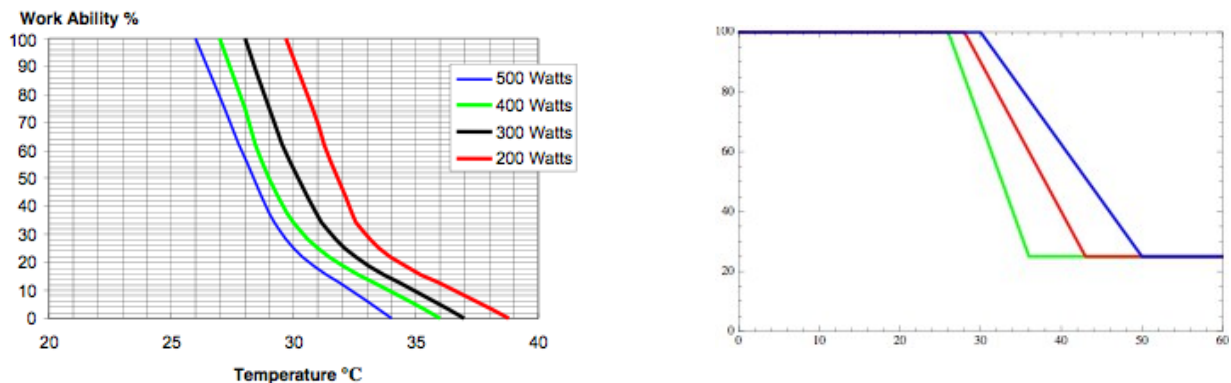 Work Ability %
100
90
80
70
60
50
40
30
20
10
0
20 25 30 35 40
Temperature °C
500 Watts
400 Watts
300 Watts
200 Watts
100
80
60
40
20
0
0 10 20 30 40 50 60